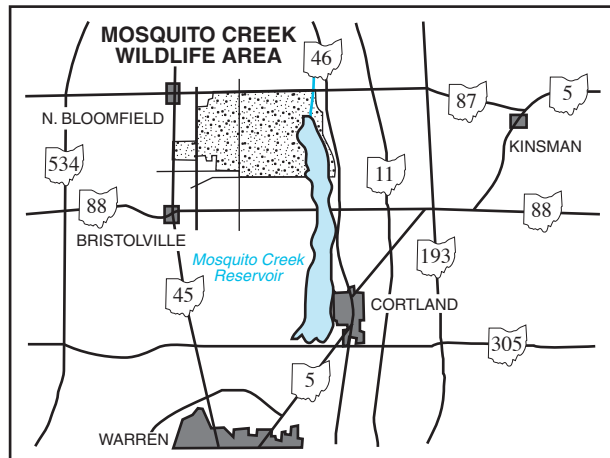 MOSQUITO CREEK
WILDLIFE AREA
46
87
5
N. BLOOMFIELD
KINSMAN
534
11
88
88
BRISTOLVILLE
193
Mosquito Creek
Reservoir
45
CORTLAND
305
5
WARREN